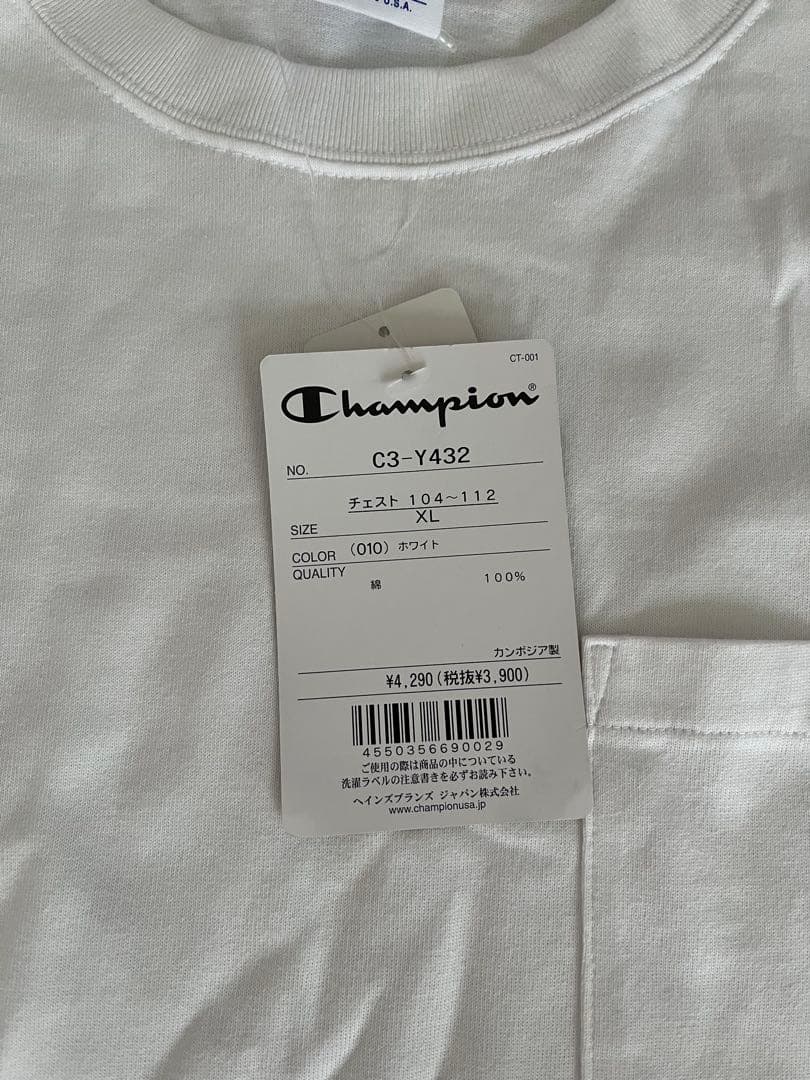 U.S.A.
CT-001
Champion®
NO. C3-Y432
チェスト 104～112
SIZE XL
COLOR (010) ホワイト
QUALITY
綿 100%
カンボジア製
¥4,290(税抜¥3,900)
4550356690029
ご使用の際は商品の中についている
洗濯ラベルの注意書きを必ずお読み下さい。
ヘインズブランズ ジャパン株式会社
www.championusa.jp